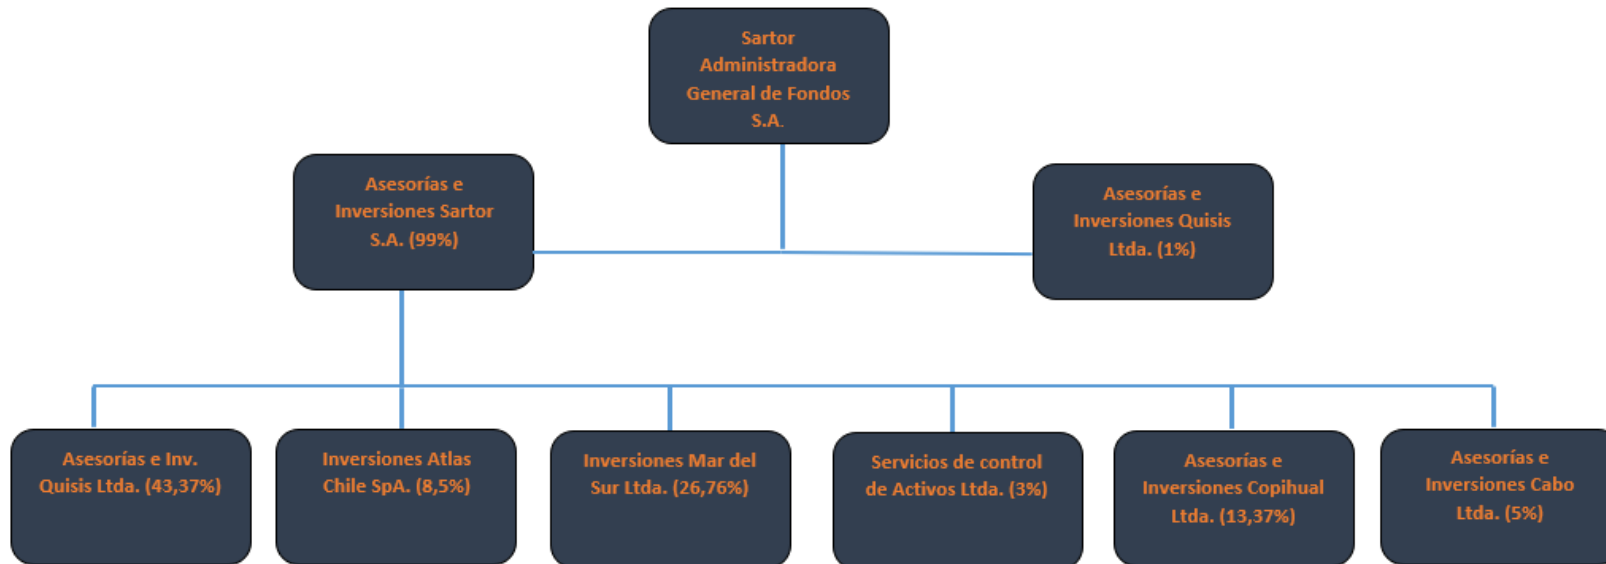 Sartor
Administradora
General de Fondos
S.A.
Asesorías e
Inversiones Sartor
S.A. (99%)
Asesorías e
Inversiones Quisis
Ltda. (1%)
Asesorías e Inv.
Quisis Ltda. (43,37%)
Inversiones Atlas
Chile SpA. (8,5%)
Inversiones Mar del
Sur Ltda. (26,76%)
Servicios de control
de Activos Ltda. (3%)
Asesorías e
Inversiones Copihual
Ltda. (13,37%)
Asesorías e
Inversiones Cabo
Ltda. (5%)